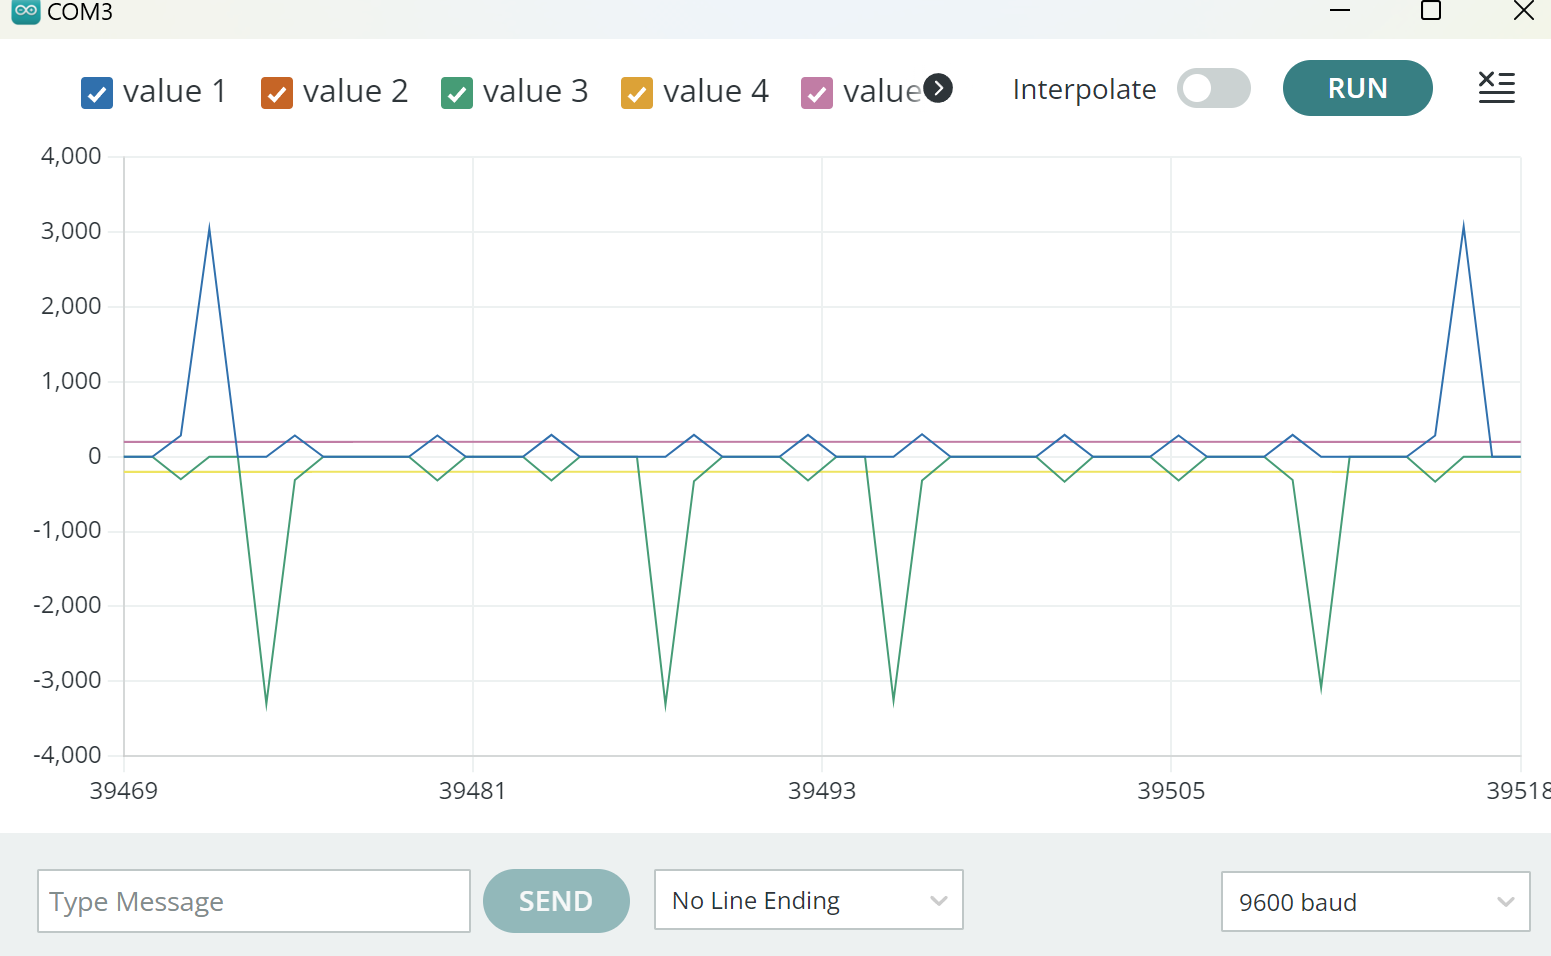 COM3
value 1 value 2 value 3 value 4 value Interpolate RUN
4,000
3,000
2,000
1,000
0
-1,000
-2,000
-3,000
-4,000
39469 39481 39493 39505 39518
Type Message SEND No Line Ending 9600 baud